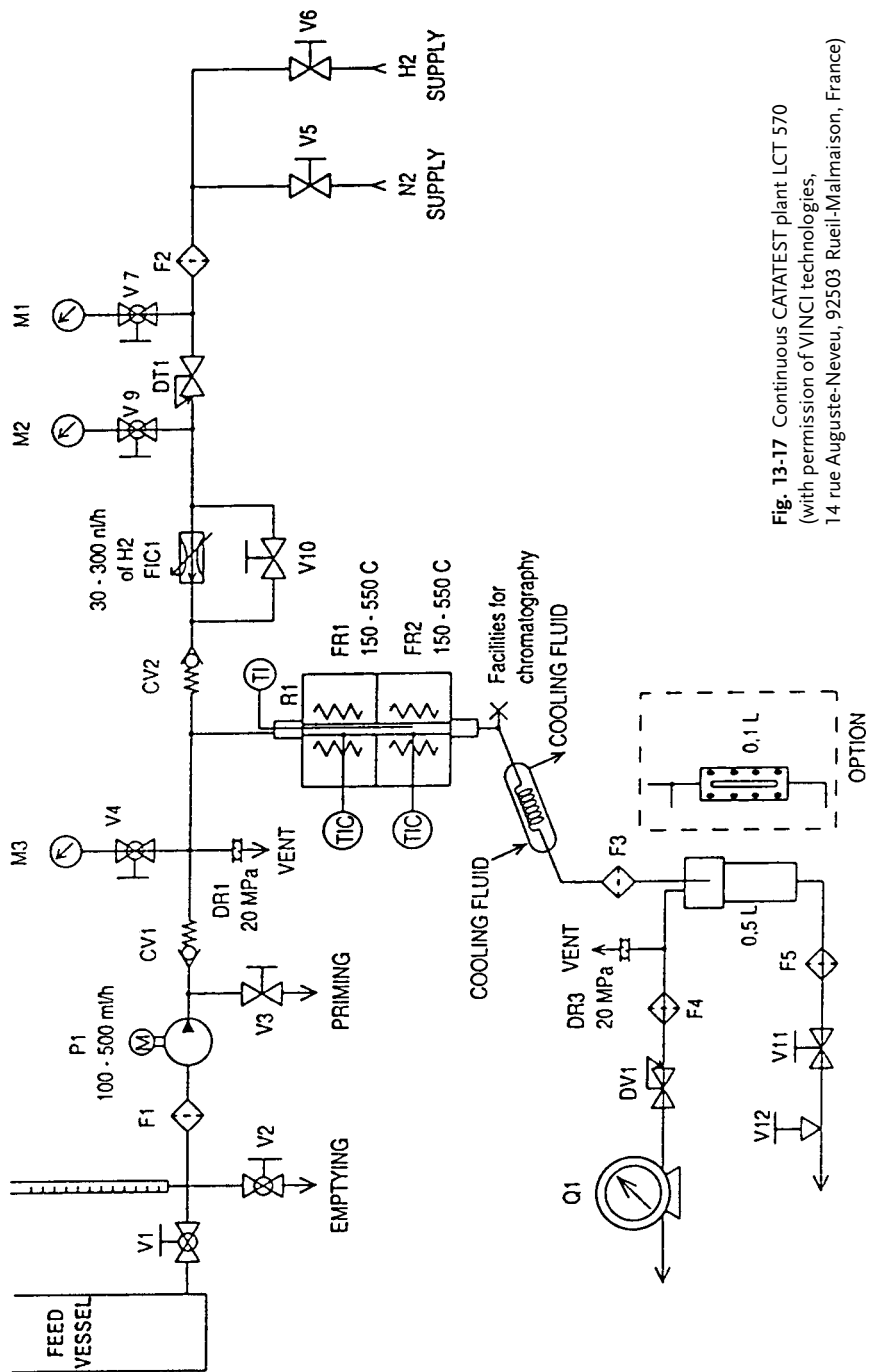 FEED
VESSEL
V1
EMPTYING
V2
F1
P1
100 - 500 ml/h
M
PRIMING
V3
CV1
M3
V4
DR1
20 MPa
VENT
CV2
30 - 300 nl/h
of H2
FIC1
V10
M2
V 9
DT1
M1
V 7
F2
N2
SUPPLY
V5
H2
SUPPLY
V6
TI
R1
FR1
150 - 550 C
FR2
150 - 550 C
TIC
TIC
Facilities for
chromatography
COOLING FLUID
COOLING FLUID
F3
0,5 L
0,1 L
OPTION
DR3
20 MPa
VENT
F4
DV1
Q1
F5
V11
V12
Fig. 13-17 Continuous CATATEST plant LCT 570
(with permission of VINCI technologies,
14 rue Auguste-Neveu, 92503 Rueil-Malmaison, France)